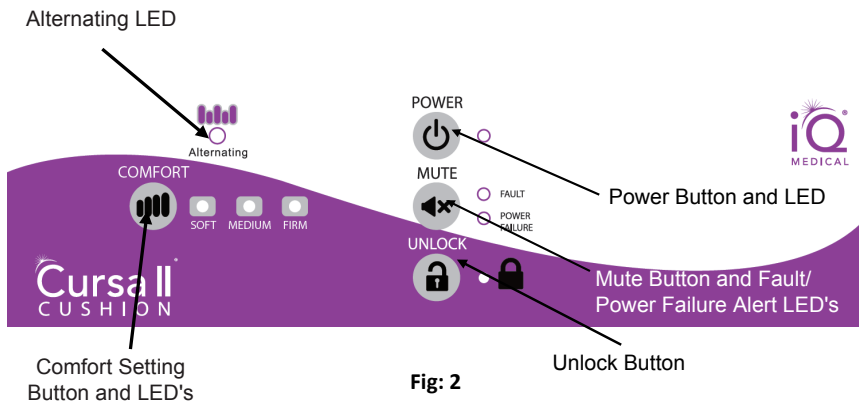 Alternating LED
Alternating
COMFORT
SOFT MEDIUM FIRM
POWER
MUTE
FAULT
POWER
FAILURE
UNLOCK
iQ
MEDICAL
Cursa II
CUSHION
Power Button and LED
Mute Button and Fault/
Power Failure Alert LED's
Unlock Button
Comfort Setting
Button and LED's
Fig: 2